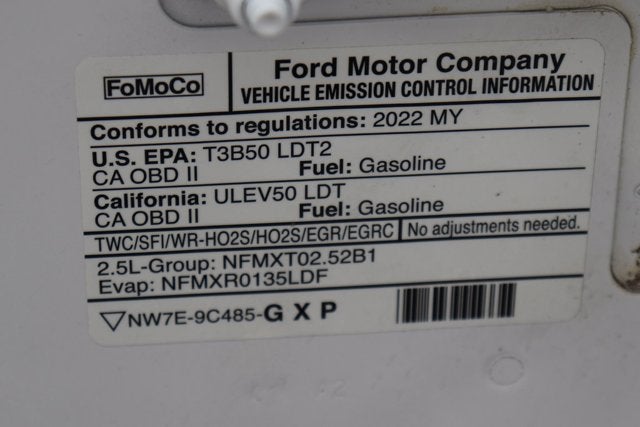 FoMoCo
Ford Motor Company
VEHICLE EMISSION CONTROL INFORMATION
Conforms to regulations: 2022 MY
U.S. EPA: T3B50 LDT2
CA OBD II Fuel: Gasoline
California: ULEV50 LDT
CA OBD II Fuel: Gasoline
TWC/SFI/WR-HO2S/HO2S/EGR/EGRC No adjustments needed.
2.5L-Group: NFMXT02.52B1
Evap: NFMXR0135LDF
NW7E-9C485-G X P